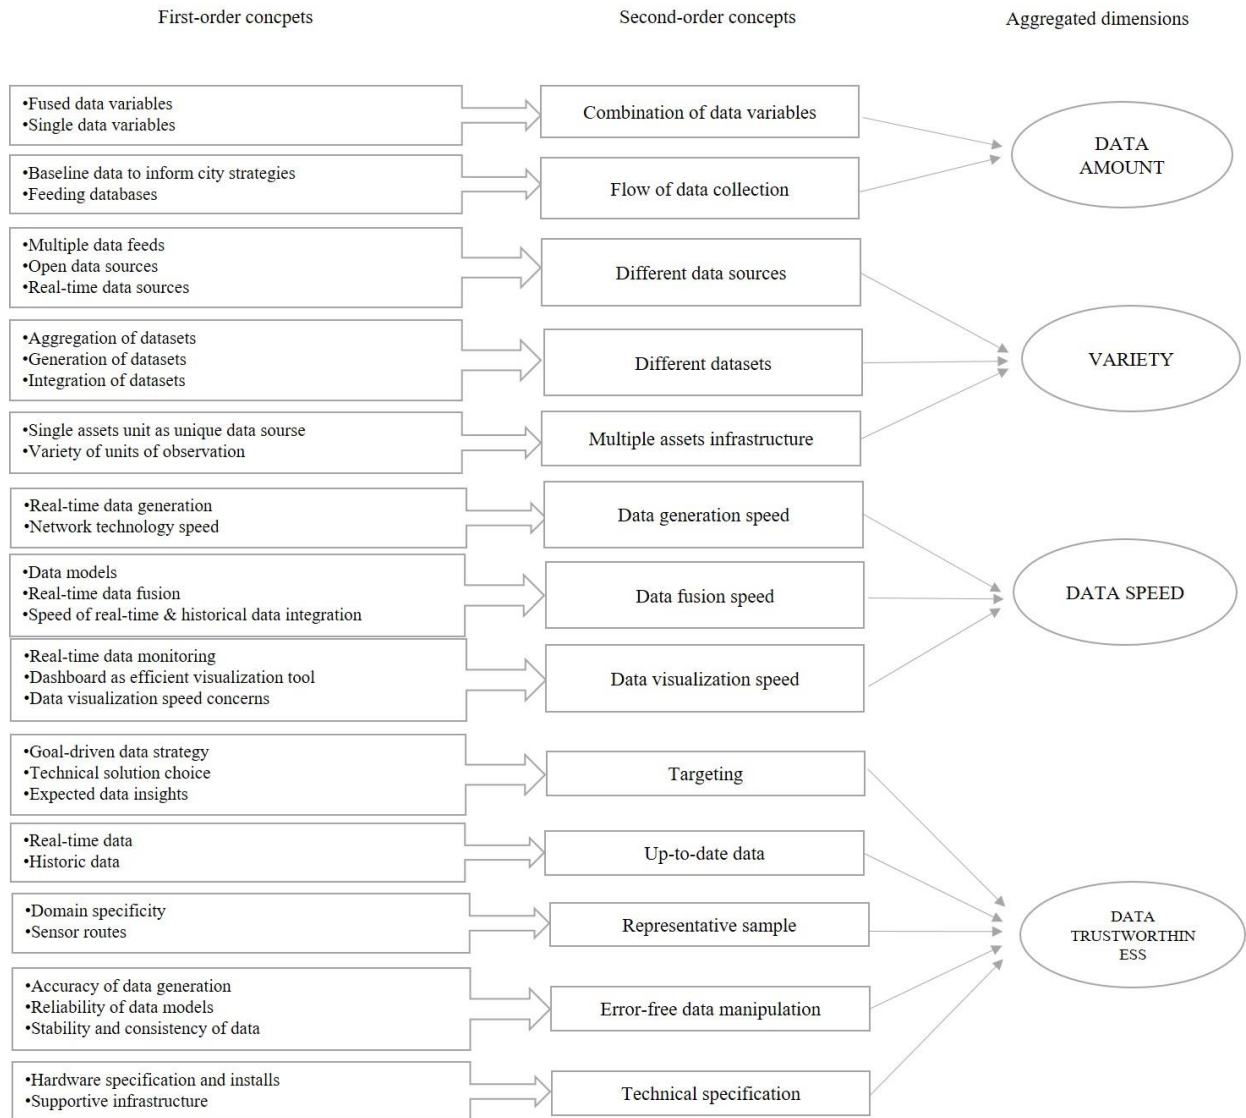 First-order concpets
Second-order concepts
Aggregated dimensions
•Fused data variables
•Single data variables
Combination of data variables
DATA
AMOUNT
•Baseline data to inform city strategies
•Feeding databases
Flow of data collection
•Multiple data feeds
•Open data sources
•Real-time data sources
Different data sources
•Aggregation of datasets
•Generation of datasets
•Integration of datasets
Different datasets
VARIETY
•Single assets unit as unique data sourse
•Variety of units of observation
Multiple assets infrastructure
•Real-time data generation
•Network technology speed
Data generation speed
•Data models
•Real-time data fusion
•Speed of real-time & historical data integration
Data fusion speed
DATA SPEED
•Real-time data monitoring
•Dashboard as efficient visualization tool
•Data visualization speed concerns
Data visualization speed
•Goal-driven data strategy
•Technical solution choice
•Expected data insights
Targeting
•Real-time data
•Historic data
Up-to-date data
•Domain specificity
•Sensor routes
Representative sample
DATA
TRUSTWORTHIN
ESS
•Accuracy of data generation
•Reliability of data models
•Stability and consistency of data
Error-free data manipulation
•Hardware specification and installs
•Supportive infrastructure
Technical specification